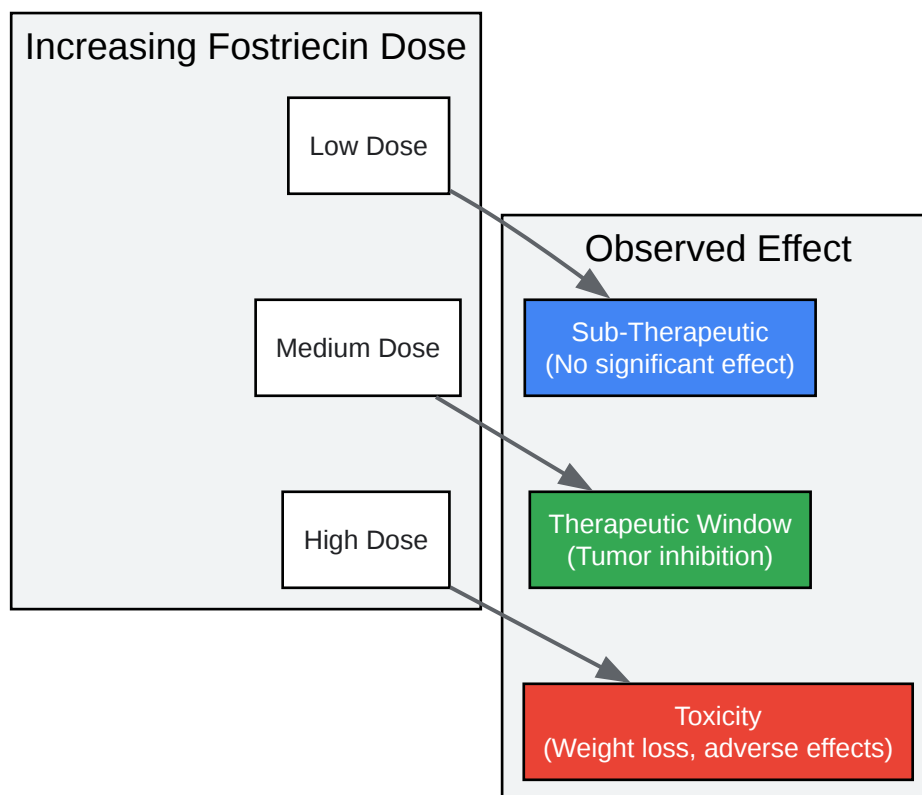 Increasing Fostriecin Dose
Low Dose
Observed Effect
Medium Dose
Sub-Therapeutic
(No significant effect)
High Dose
Therapeutic Window
(Tumor inhibition)
Toxicity
(Weight loss, adverse effects)